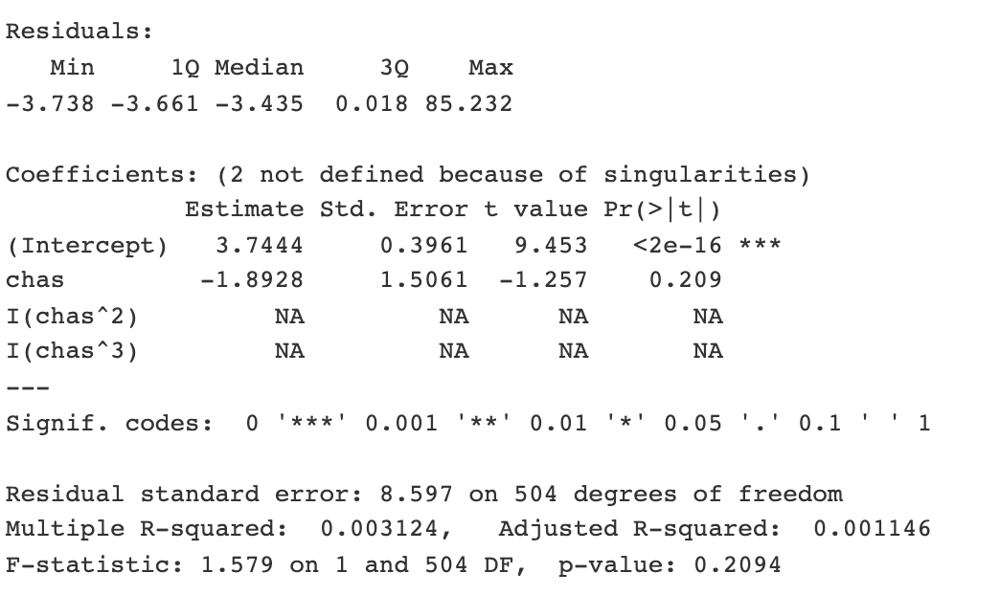 Residuals:
   Min     1Q Median     3Q    Max
-3.738 -3.661 -3.435  0.018 85.232

Coefficients: (2 not defined because of singularities)
            Estimate Std. Error t value Pr(>|t|)
(Intercept)   3.7444     0.3961   9.453   <2e-16 ***
chas         -1.8928     1.5061  -1.257    0.209
I(chas^2)         NA         NA      NA       NA
I(chas^3)         NA         NA      NA       NA
---
Signif. codes:  0 '***' 0.001 '**' 0.01 '*' 0.05 '.' 0.1 ' ' 1

Residual standard error: 8.597 on 504 degrees of freedom
Multiple R-squared:  0.003124,   Adjusted R-squared:  0.001146
F-statistic: 1.579 on 1 and 504 DF,  p-value: 0.2094